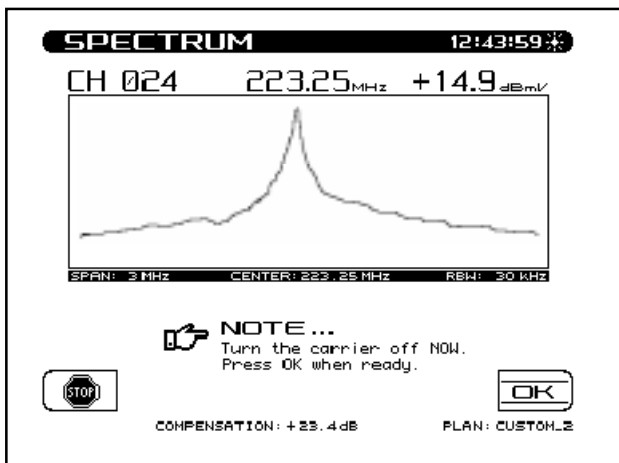 SPECTRUM 12:43:59
CH 024 223.25MHz +14.9dBmV
SPAN: 3 MHz CENTER: 223.25 MHz RBW: 30 kHz
NOTE...
Turn the carrier off NOW.
Press OK when ready.
STOP OK
COMPENSATION: +23.4dB PLAN: CUSTOM_2